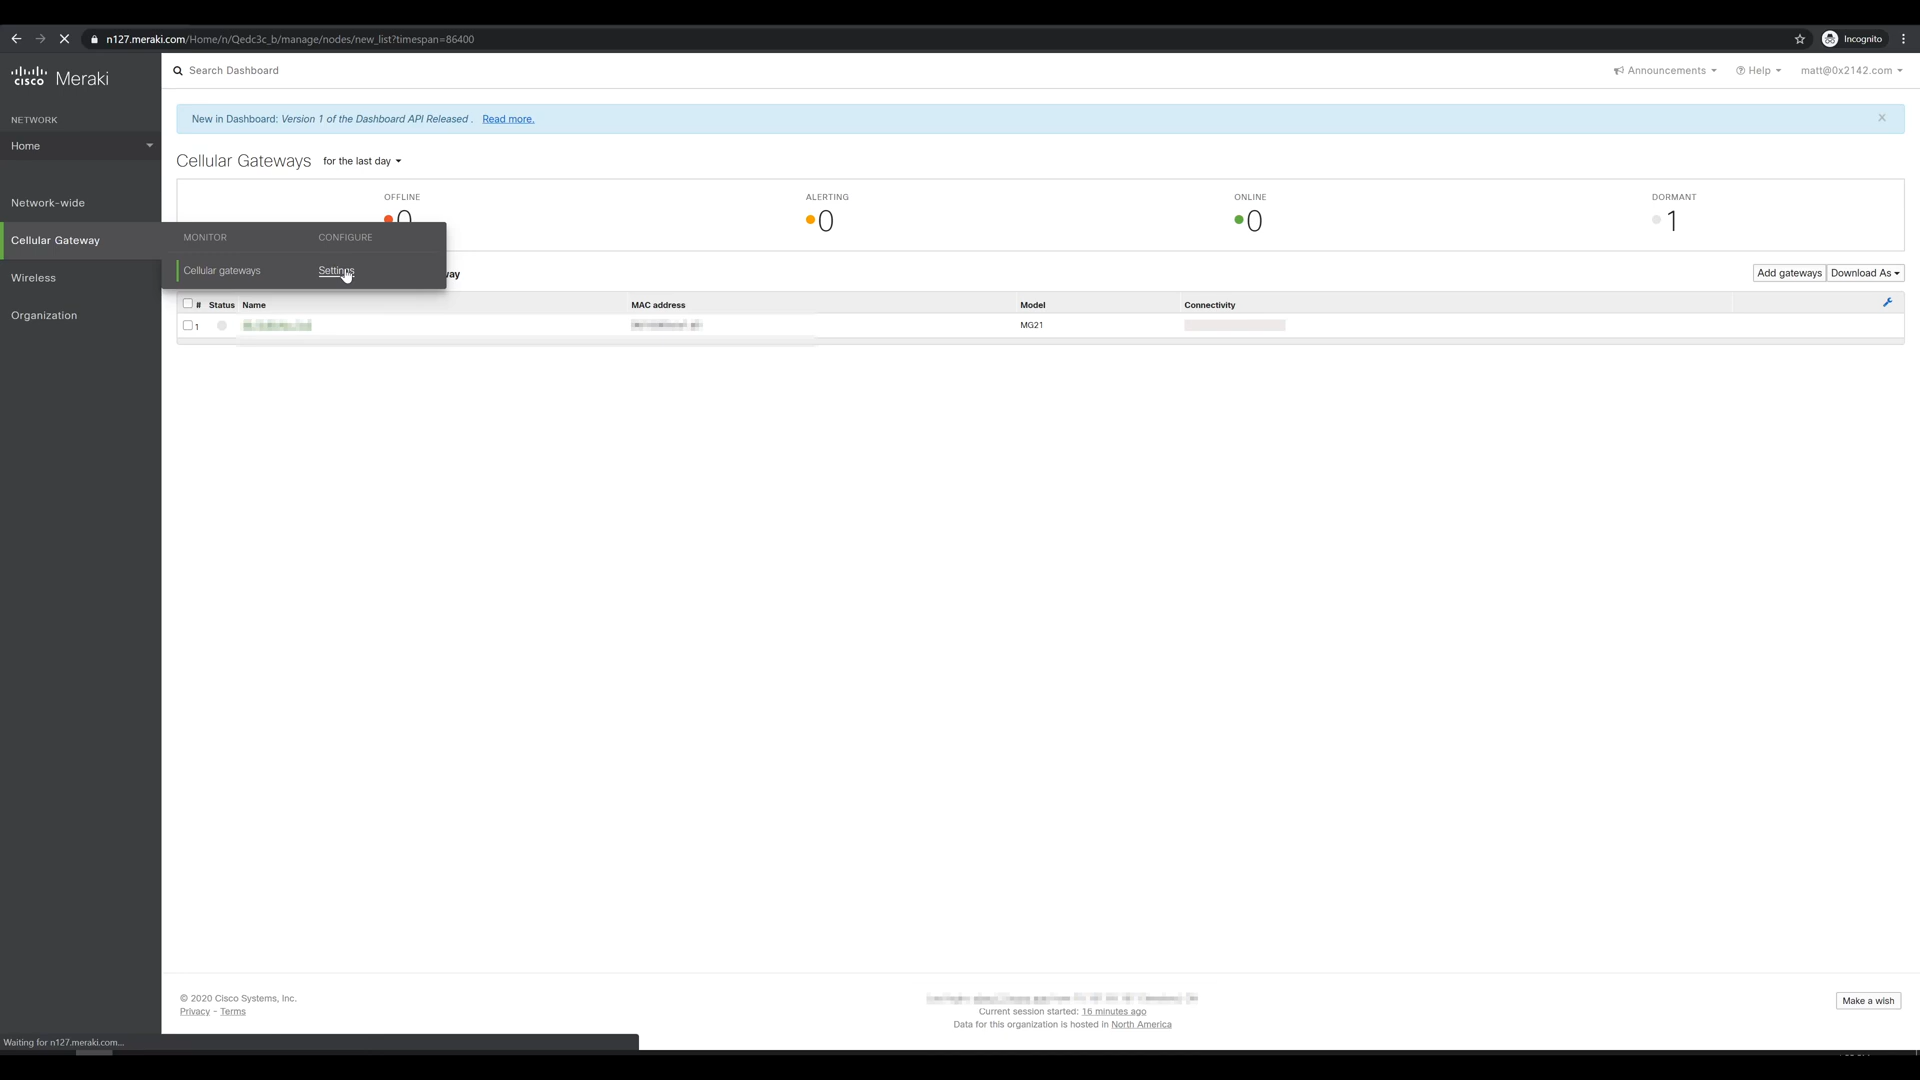 n127.meraki.com/Home/n/Qedc3c_b/manage/nodes/new_list?timespan=86400
Incognito
cisco Meraki
Search Dashboard
Announcements
Help
matt@0x2142.com
NETWORK
Home
Network-wide
Cellular Gateway
Wireless
Organization
New in Dashboard: Version 1 of the Dashboard API Released . Read more.
X
Cellular Gateways for the last day
OFFLINE
0
ALERTING
0
ONLINE
0
DORMANT
1
MONITOR
CONFIGURE
Cellular gateways
Settings
Add gateways
Download As
# Status Name MAC address Model Connectivity
1 MG21
© 2020 Cisco Systems, Inc.
Privacy - Terms
Current session started: 16 minutes ago
Data for this organization is hosted in North America
Make a wish
Waiting for n127.meraki.com...